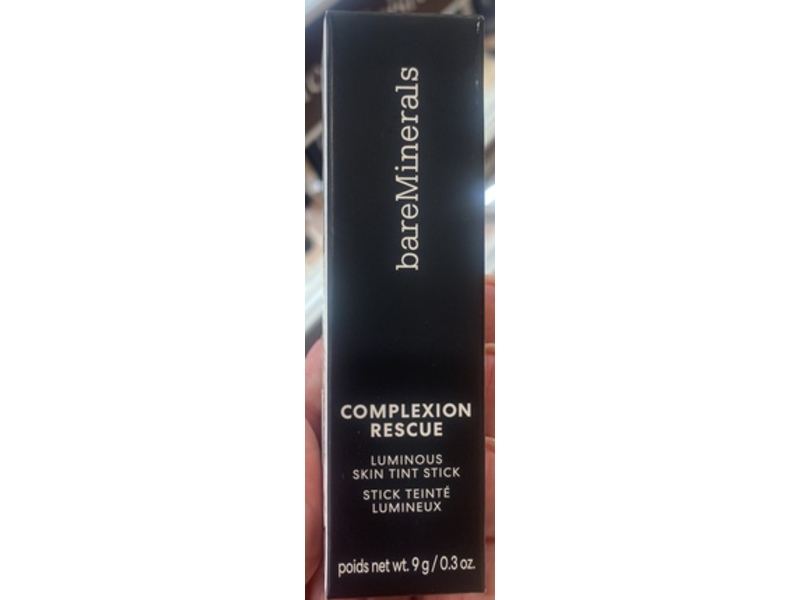 bareMinerals
COMPLEXION
RESCUE
LUMINOUS
SKIN TINT STICK
STICK TEINTÉ
LUMINEUX
poids net wt. 9 g / 0.3 oz.